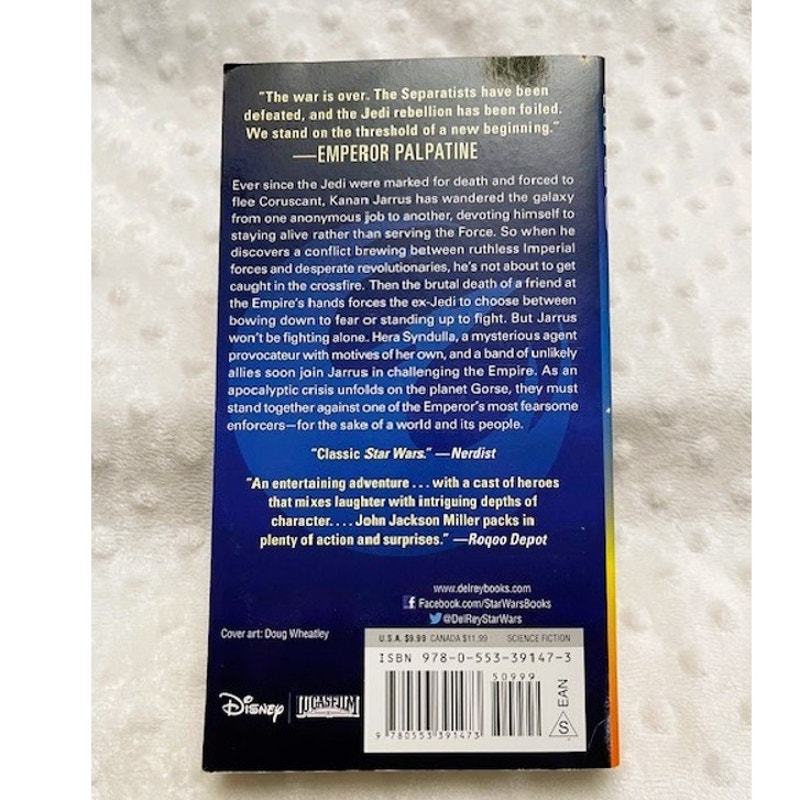 "The war is over. The Separatists have been
defeated, and the Jedi rebellion has been foiled.
We stand on the threshold of a new beginning."
—EMPEROR PALPATINE
Ever since the Jedi were marked for death and forced to
flee Coruscant, Kanan Jarrus has wandered the galaxy
from one anonymous job to another, devoting himself to
staying alive rather than serving the Force. So when he
discovers a conflict brewing between ruthless Imperial
forces and desperate revolutionaries, he's not about to get
caught in the crossfire. Then the brutal death of a friend at
the Empire's hands forces the ex-Jedi to choose between
bowing down to fear or standing up to fight. But Jarrus
won't be fighting alone. Hera Syndulla, a mysterious agent
provocateur with motives of her own, and a band of unlikely
allies soon join Jarrus in challenging the Empire. As an
apocalyptic crisis unfolds on the planet Gorse, they must
stand together against one of the Emperor's most fearsome
enforcers—for the sake of a world and its people.
"Classic Star Wars." —Nerdist
"An entertaining adventure . . . with a cast of heroes
that mixes laughter with intriguing depths of
character. . . . John Jackson Miller packs in
plenty of action and surprises." —Roqoo Depot
www.delreybooks.com
Facebook.com/StarWarsBooks
@DelReyStarWars
Cover art: Doug Wheatley
U.S.A. $9.99 CANADA $11.99 SCIENCE FICTION
ISBN 978-0-553-39147-3
50999
9 780553 391473
S EAN
Disney LUCASFILM